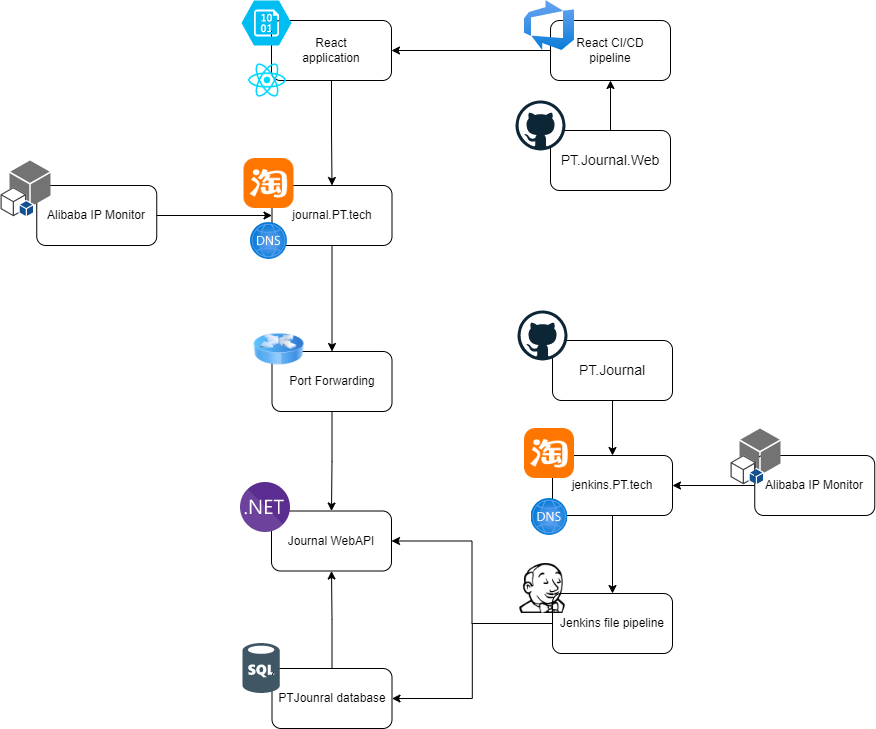 10
01
React
application
React CI/CD
pipeline
PT.Journal.Web
淘
Alibaba IP Monitor
journal.PT.tech
DNS
Port Forwarding
PT.Journal
淘
jenkins.PT.tech
Alibaba IP Monitor
DNS
.NET
Journal WebAPI
Jenkins file pipeline
SQL
PTJounral database